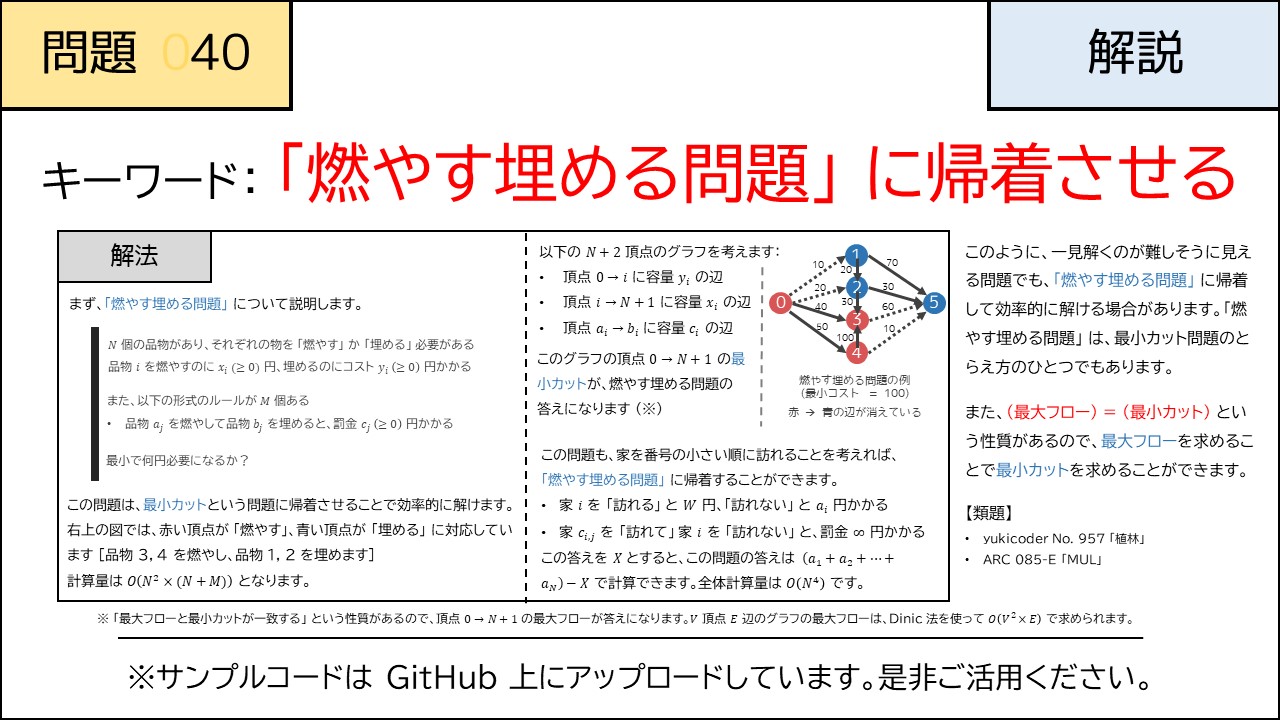 問題 040
解説
キーワード: 「燃やす埋める問題」に帰着させる
解法
まず、「燃やす埋める問題」について説明します。
N 個の品物があり、それぞれの物を「燃やす」か「埋める」必要がある
品物 i を燃やすのに x_i (≥ 0) 円、埋めるのにコスト y_i (≥ 0) 円かかる
また、以下の形式のルールが M 個ある
• 品物 a_j を燃やして品物 b_j を埋めると、罰金 c_j (≥ 0) 円かかる
最小で何円必要になるか?
この問題は、最小カットという問題に帰着させることで効率的に解けます。
右上の図では、赤い頂点が「燃やす」、青い頂点が「埋める」に対応してい
ます [品物 3, 4 を燃やし、品物 1, 2 を埋めます]
計算量は O(N² × (N + M)) となります。
以下の N + 2 頂点のグラフを考えます:
• 頂点 0 → i に容量 y_i の辺
• 頂点 i → N + 1 に容量 x_i の辺
• 頂点 a_i → b_i に容量 c_i の辺
このグラフの頂点 0 → N + 1 の最
小カットが、燃やす埋める問題の
答えになります (※)
1
10
20
70
2
20
30
0
5
40
30
60
3
50
100
10
4
燃やす埋める問題の例
(最小コスト = 100)
赤 → 青の辺が消えている
この問題も、家を番号の小さい順に訪れることを考えれば、
「燃やす埋める問題」に帰着することができます。
• 家 i を「訪れる」と W 円、「訪れない」と a_i 円かかる
• 家 c_{i,j} を「訪れて」家 i を「訪れない」と、罰金 ∞ 円かかる
この答えを X とすると、この問題の答えは (a_1 + a_2 + ⋯ +
a_N) − X で計算できます。全体計算量は O(N⁴) です。
このように、一見解くのが難しそうに見え
る問題でも、「燃やす埋める問題」に帰着
して効率的に解ける場合があります。「燃
やす埋める問題」は、最小カット問題のと
らえ方のひとつでもあります。
また、(最大フロー) = (最小カット) とい
う性質があるので、最大フローを求めるこ
とで最小カットを求めることができます。
【類題】
• yukicoder No. 957「植林」
• ARC 085-E「MUL」
※ 「最大フローと最小カットが一致する」という性質があるので、頂点 0 → N + 1 の最大フローが答えになります。V 頂点 E 辺のグラフの最大フローは、Dinic 法を使って O(V² × E) で求められます。
※サンプルコードは GitHub 上にアップロードしています。是非ご活用ください。